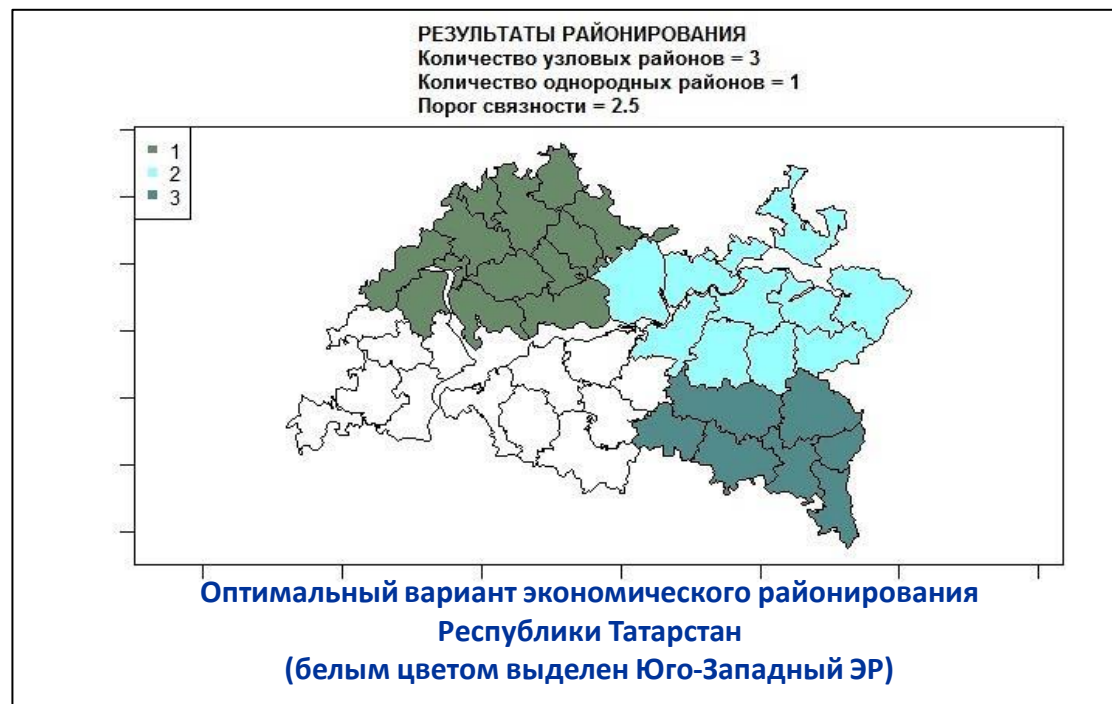 РЕЗУЛЬТАТЫ РАЙОНИРОВАНИЯ
Количество узловых районов = 3
Количество однородных районов = 1
Порог связности = 2.5
1
2
3
Оптимальный вариант экономического районирования
Республики Татарстан
(белым цветом выделен Юго-Западный ЭР)